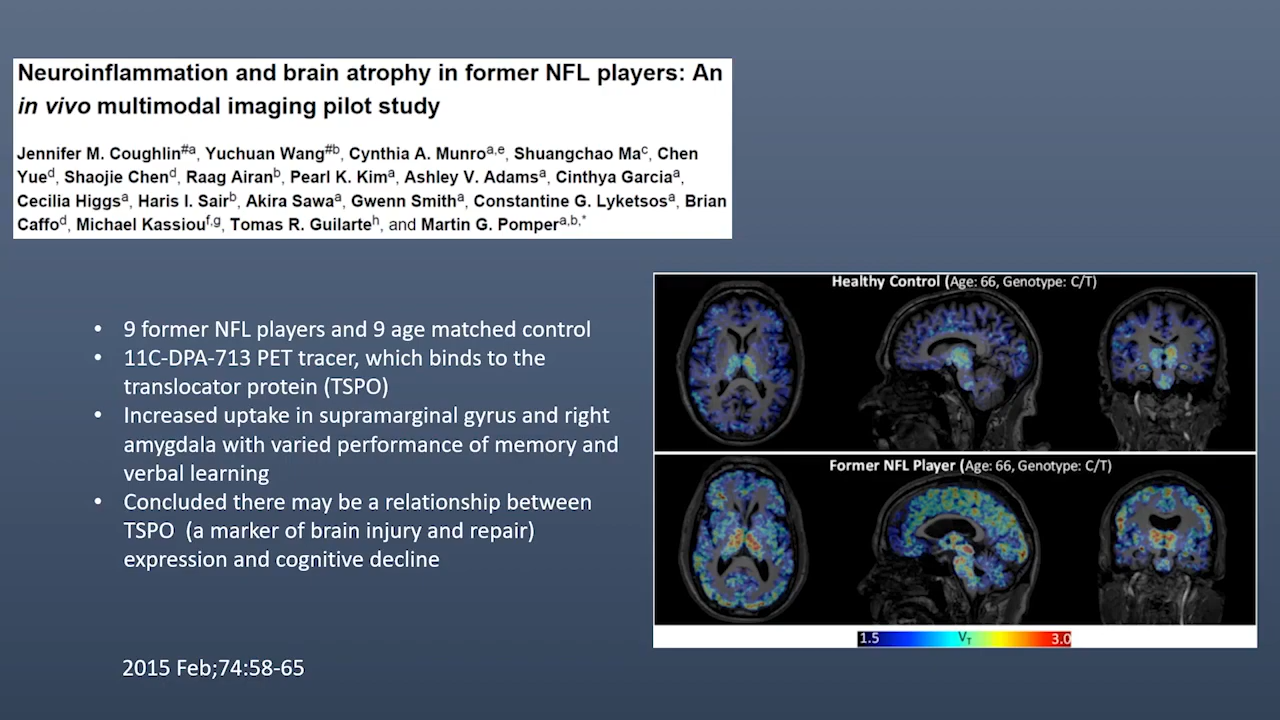 Neuroinflammation and brain atrophy in former NFL players: An
in vivo multimodal imaging pilot study
Jennifer M. Coughlin#a, Yuchuan Wang#b, Cynthia A. Munroa,e, Shuangchao Mac, Chen
Yued, Shaojie Chend, Raag Airanb, Pearl K. Kima, Ashley V. Adamsa, Cinthya Garciaa,
Cecilia Higgsa, Haris I. Sairb, Akira Sawaa, Gwenn Smitha, Constantine G. Lyketsosa, Brian
Caffod, Michael Kassiouf,g, Tomas R. Guilarteh, and Martin G. Pompera,b,*
• 9 former NFL players and 9 age matched control
• 11C-DPA-713 PET tracer, which binds to the
translocator protein (TSPO)
• Increased uptake in supramarginal gyrus and right
amygdala with varied performance of memory and
verbal learning
• Concluded there may be a relationship between
TSPO (a marker of brain injury and repair)
expression and cognitive decline
2015 Feb;74:58-65
Healthy Control (Age: 66, Genotype: C/T)
Former NFL Player (Age: 66, Genotype: C/T)
1.5 VT 3.0